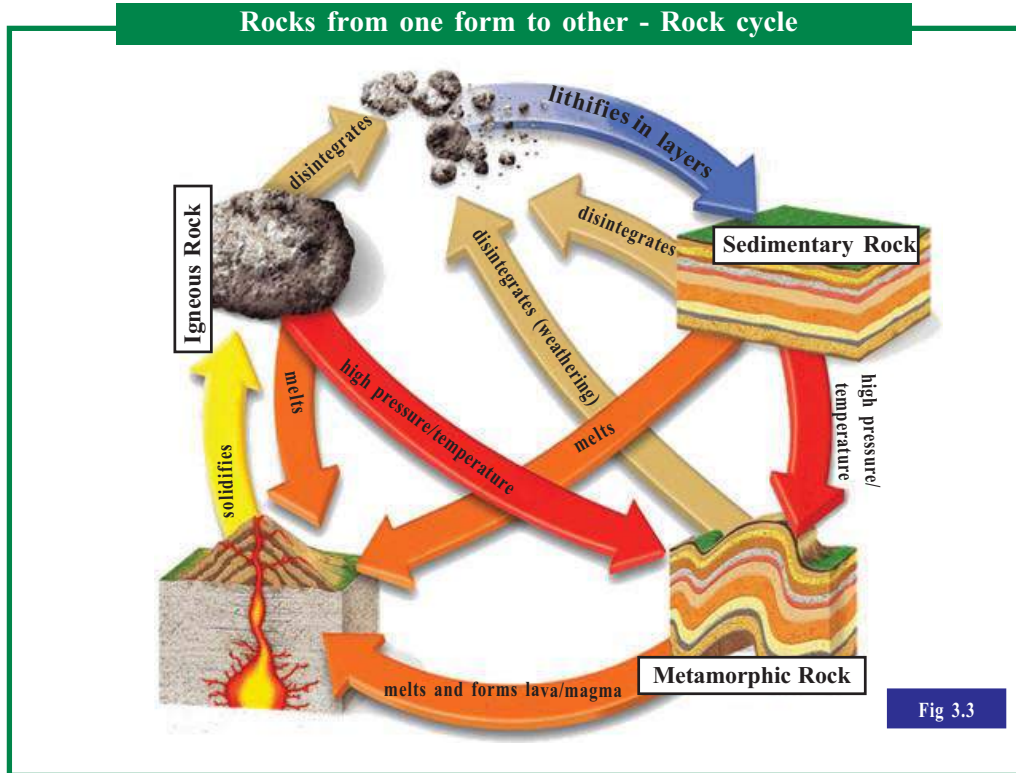 Rocks from one form to other - Rock cycle
disintegrates
lithifies in layers
Igneous Rock
disintegrates
Sedimentary Rock
disintegrates (weathering)
melts
high pressure/temperature
melts
high pressure/
temperature
solidifies
melts and forms lava/magma
Metamorphic Rock
Fig 3.3